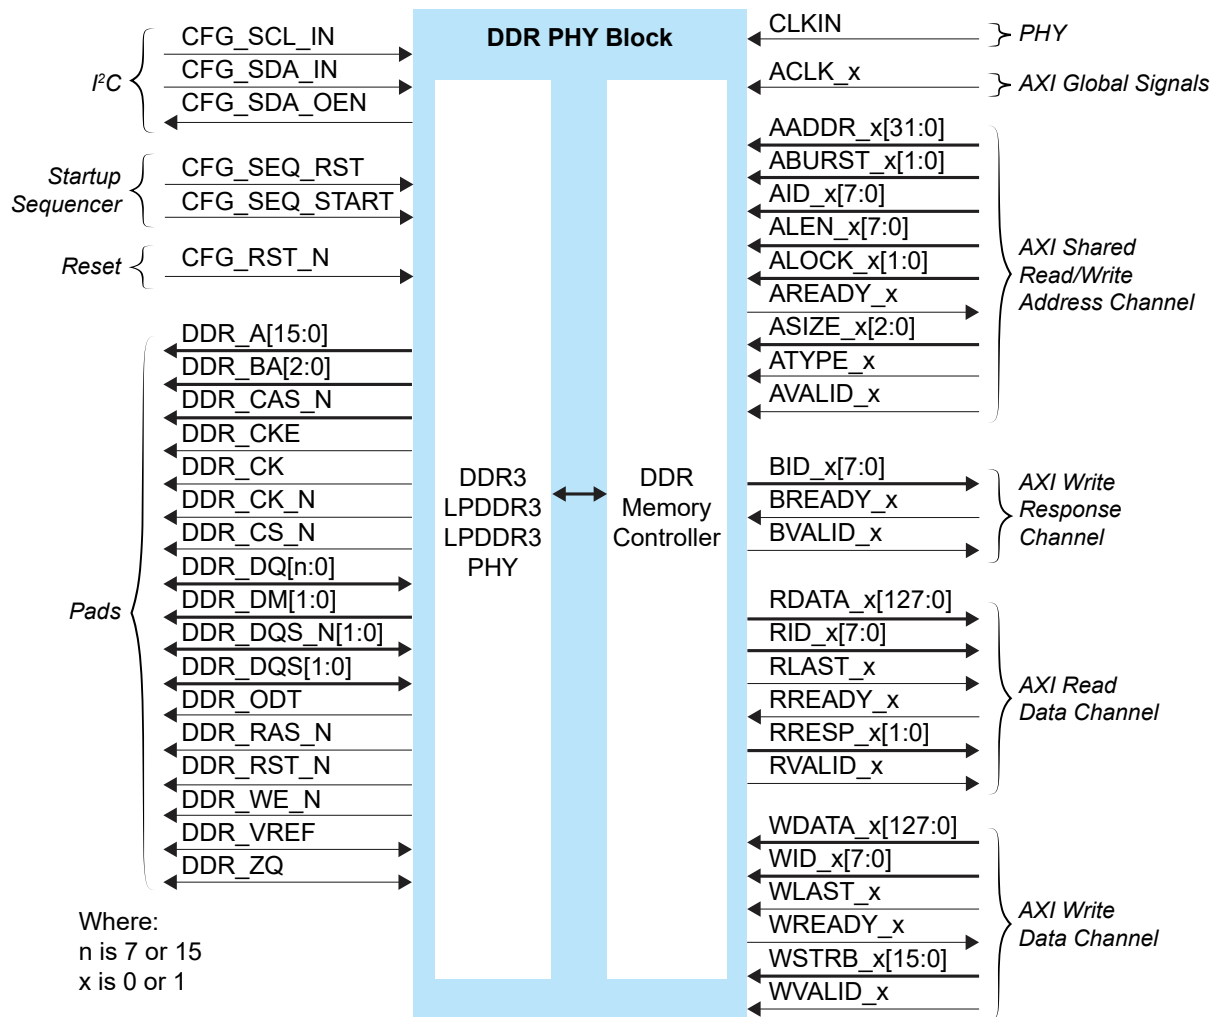 DDR PHY Block
I²C
CFG_SCL_IN
CFG_SDA_IN
CFG_SDA_OEN
Startup
Sequencer
CFG_SEQ_RST
CFG_SEQ_START
Reset
CFG_RST_N
Pads
DDR_A[15:0]
DDR_BA[2:0]
DDR_CAS_N
DDR_CKE
DDR_CK
DDR_CK_N
DDR_CS_N
DDR_DQ[n:0]
DDR_DM[1:0]
DDR_DQS_N[1:0]
DDR_DQS[1:0]
DDR_ODT
DDR_RAS_N
DDR_RST_N
DDR_WE_N
DDR_VREF
DDR_ZQ
Where:
n is 7 or 15
x is 0 or 1
DDR3
LPDDR3
LPDDR3
PHY
DDR
Memory
Controller
CLKIN
PHY
ACLK_x
AXI Global Signals
AADDR_x[31:0]
ABURST_x[1:0]
AID_x[7:0]
ALEN_x[7:0]
ALOCK_x[1:0]
AREADY_x
ASIZE_x[2:0]
ATYPE_x
AVALID_x
AXI Shared
Read/Write
Address Channel
BID_x[7:0]
BREADY_x
BVALID_x
AXI Write
Response
Channel
RDATA_x[127:0]
RID_x[7:0]
RLAST_x
RREADY_x
RRESP_x[1:0]
RVALID_x
AXI Read
Data Channel
WDATA_x[127:0]
WID_x[7:0]
WLAST_x
WREADY_x
WSTRB_x[15:0]
WVALID_x
AXI Write
Data Channel